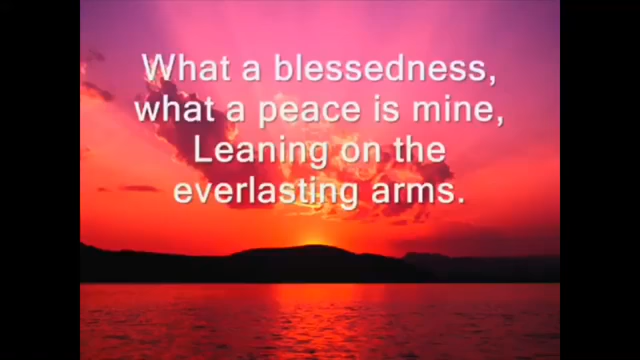 What a blessedness,
what a peace is mine,
Leaning on the
everlasting arms.